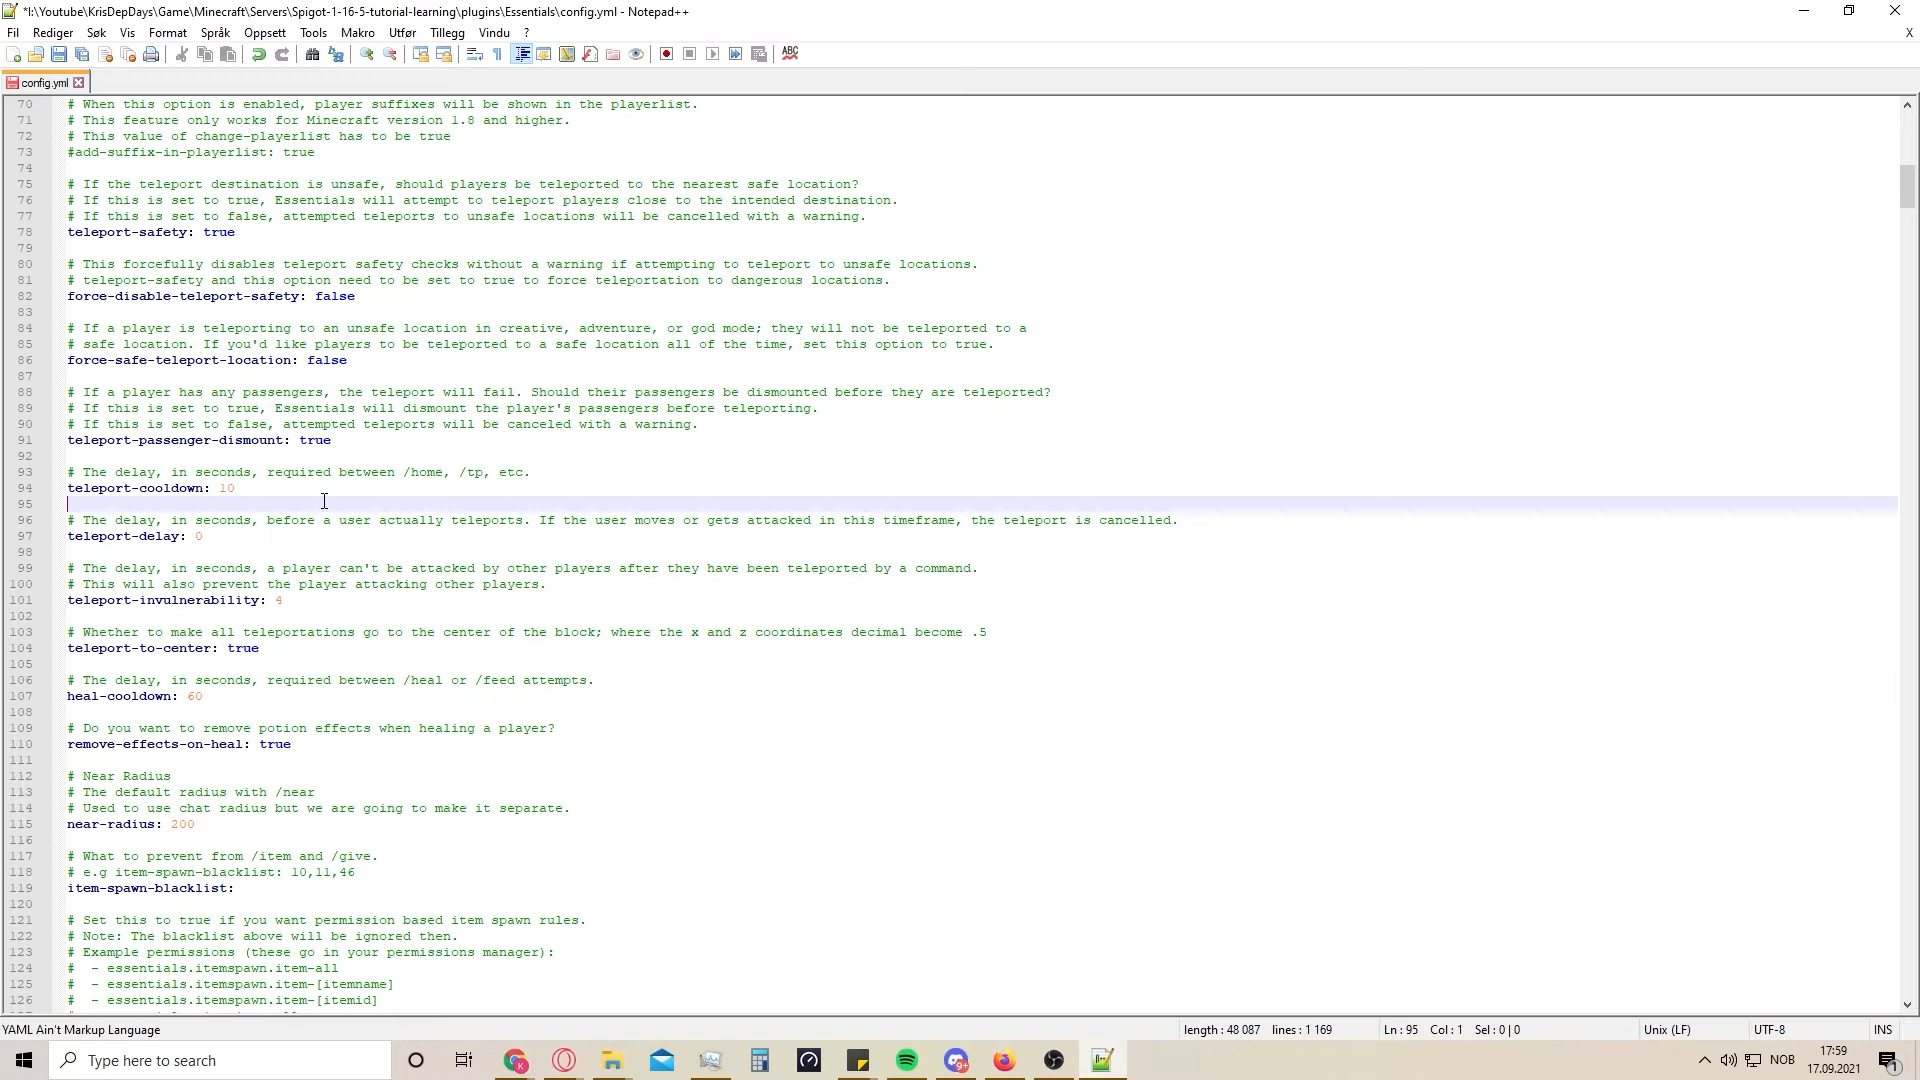 *I:\Youtube\KrisDepDays\Game\Minecraft\Servers\Spigot-1-16-5-tutorial-learning\plugins\Essentials\config.yml - Notepad++
Fil Rediger Søk Vis Format Språk Oppsett Tools Makro Utfør Tillegg Vindu ? X
ABC
config.yml
70 # When this option is enabled, player suffixes will be shown in the playerlist.
71 # This feature only works for Minecraft version 1.8 and higher.
72 # This value of change-playerlist has to be true
73 #add-suffix-in-playerlist: true
74
75 # If the teleport destination is unsafe, should players be teleported to the nearest safe location?
76 # If this is set to true, Essentials will attempt to teleport players close to the intended destination.
77 # If this is set to false, attempted teleports to unsafe locations will be cancelled with a warning.
78 teleport-safety: true
79
80 # This forcefully disables teleport safety checks without a warning if attempting to teleport to unsafe locations.
81 # teleport-safety and this option need to be set to true to force teleportation to dangerous locations.
82 force-disable-teleport-safety: false
83
84 # If a player is teleporting to an unsafe location in creative, adventure, or god mode; they will not be teleported to a
85 # safe location. If you'd like players to be teleported to a safe location all of the time, set this option to true.
86 force-safe-teleport-location: false
87
88 # If a player has any passengers, the teleport will fail. Should their passengers be dismounted before they are teleported?
89 # If this is set to true, Essentials will dismount the player's passengers before teleporting.
90 # If this is set to false, attempted teleports will be canceled with a warning.
91 teleport-passenger-dismount: true
92
93 # The delay, in seconds, required between /home, /tp, etc.
94 teleport-cooldown: 10
95
96 # The delay, in seconds, before a user actually teleports. If the user moves or gets attacked in this timeframe, the teleport is cancelled.
97 teleport-delay: 0
98
99 # The delay, in seconds, a player can't be attacked by other players after they have been teleported by a command.
100 # This will also prevent the player attacking other players.
101 teleport-invulnerability: 4
102
103 # Whether to make all teleportations go to the center of the block; where the x and z coordinates decimal become .5
104 teleport-to-center: true
105
106 # The delay, in seconds, required between /heal or /feed attempts.
107 heal-cooldown: 60
108
109 # Do you want to remove potion effects when healing a player?
110 remove-effects-on-heal: true
111
112 # Near Radius
113 # The default radius with /near
114 # Used to use chat radius but we are going to make it separate.
115 near-radius: 200
116
117 # What to prevent from /item and /give.
118 # e.g item-spawn-blacklist: 10,11,46
119 item-spawn-blacklist:
120
121 # Set this to true if you want permission based item spawn rules.
122 # Note: The blacklist above will be ignored then.
123 # Example permissions (these go in your permissions manager):
124 #  - essentials.itemspawn.item-all
125 #  - essentials.itemspawn.item-[itemname]
126 #  - essentials.itemspawn.item-[itemid]
YAML Ain't Markup Language length : 48 087 lines : 1 169 Ln : 95 Col : 1 Sel : 0 | 0 Unix (LF) UTF-8 INS
Type here to search K 9+ NOB 17:59 1
17.09.2021